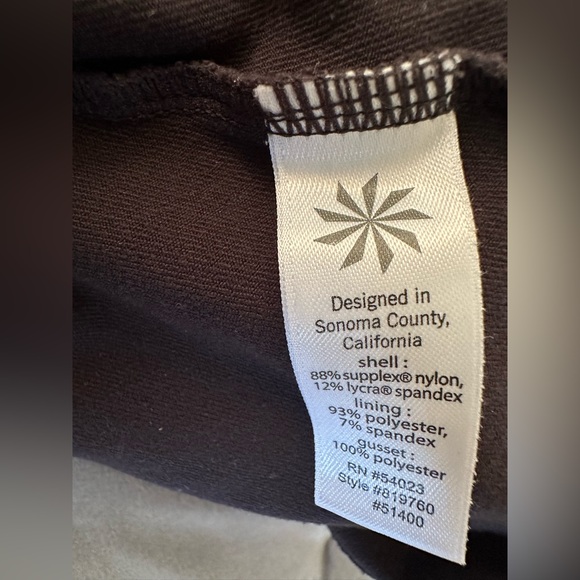 Designed in
Sonoma County,
California
shell :
88% supplex® nylon,
12% lycra® spandex
lining :
93% polyester,
7% spandex
gusset :
100% polyester
RN #54023
Style #819760
#51400